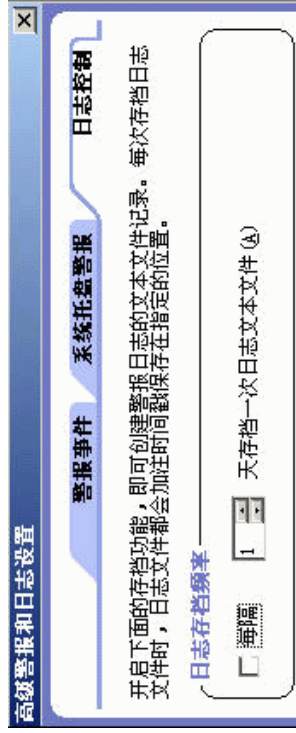 高级警报和日志设置
警报事件 系统托盘警报 日志控制
开启下面的存档功能，即可创建警报日志的文本文件记录。每次存档日志
文件时，日志文件都会加注时间戳保存在指定的位置。
日志存档频率
每隔 1 天存档一次日志文本文件(A)